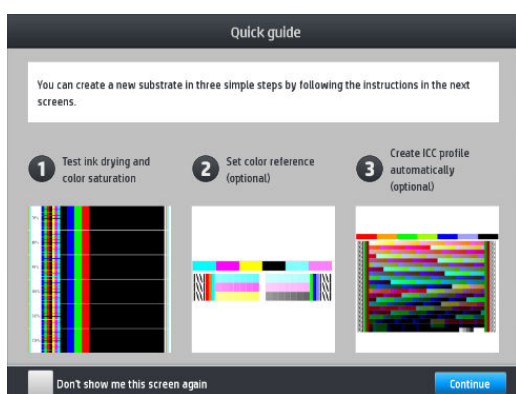 Quick guide
You can create a new substrate in three simple steps by following the instructions in the next
screens.
1
Test ink drying and
color saturation
2
Set color reference
(optional)
3
Create ICC profile
automatically
(optional)
Don't show me this screen again
Continue